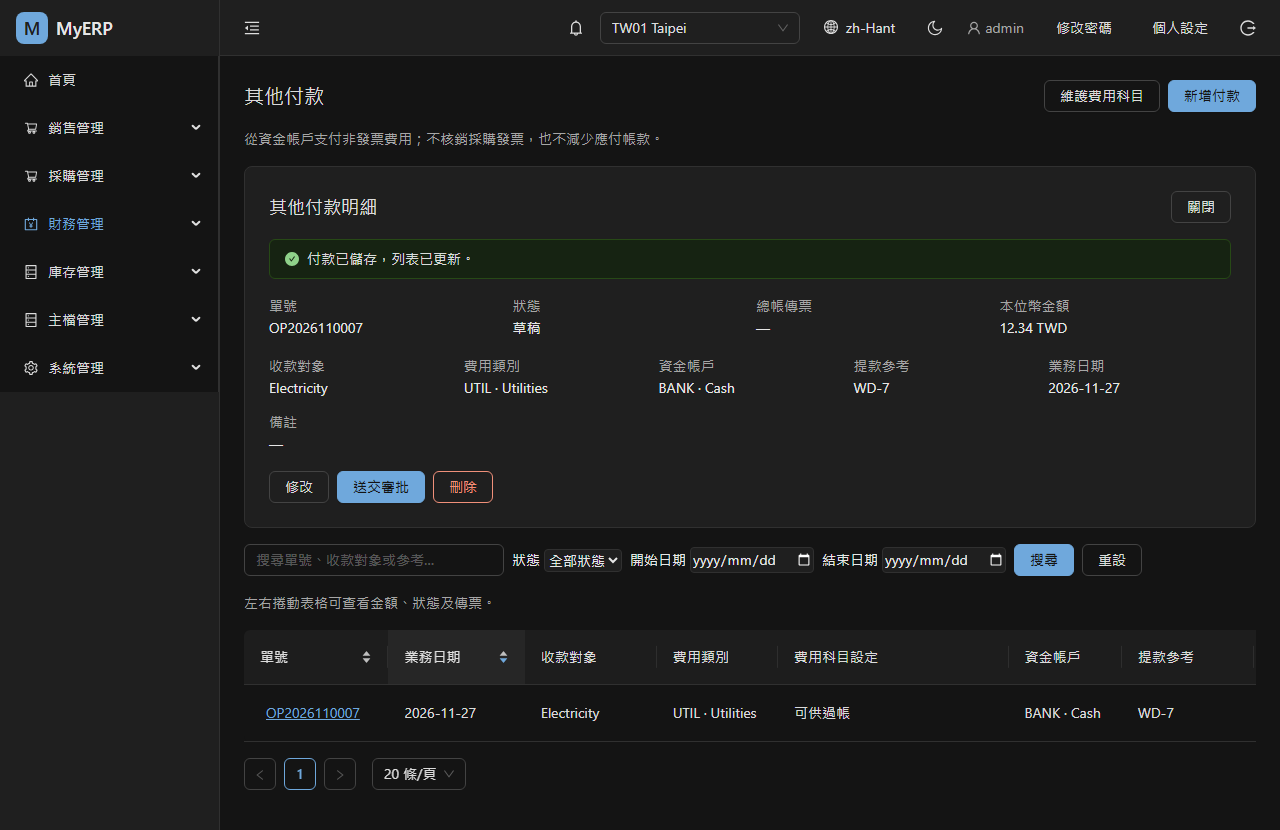 M MyERP
TW01 Taipei
zh-Hant
admin
修改密碼
個人設定
首頁
銷售管理
採購管理
財務管理
庫存管理
主檔管理
系統管理
其他付款
維護費用科目
新增付款
從資金帳戶支付非發票費用；不核銷採購發票，也不減少應付帳款。
其他付款明細
關閉
付款已儲存，列表已更新。
單號 狀態 總帳傳票 本位幣金額
OP2026110007 草稿 — 12.34 TWD
收款對象 費用類別 資金帳戶 提款參考 業務日期
Electricity UTIL · Utilities BANK · Cash WD-7 2026-11-27
備註
—
修改 送交審批 刪除
搜尋單號、收款對象或參考... 狀態 全部狀態 開始日期 yyyy/mm/dd 結束日期 yyyy/mm/dd 搜尋 重設
左右捲動表格可查看金額、狀態及傳票。
單號 業務日期 收款對象 費用類別 費用科目設定 資金帳戶 提款參考
OP2026110007 2026-11-27 Electricity UTIL · Utilities 可供過帳 BANK · Cash WD-7
< 1 > 20 條/頁